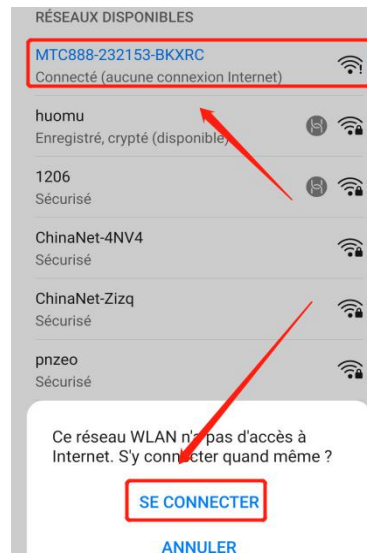 RÉSEAUX DISPONIBLES
MTC888-232153-BKXRC
Connecté (aucune connexion Internet)
huomu
Enregistré, crypté (disponible)
1206
Sécurisé
ChinaNet-4NV4
Sécurisé
ChinaNet-Zizq
Sécurisé
pnzeo
Sécurisé
Ce réseau WLAN n'a pas d'accès à
Internet. S'y connecter quand même ?
SE CONNECTER
ANNULER